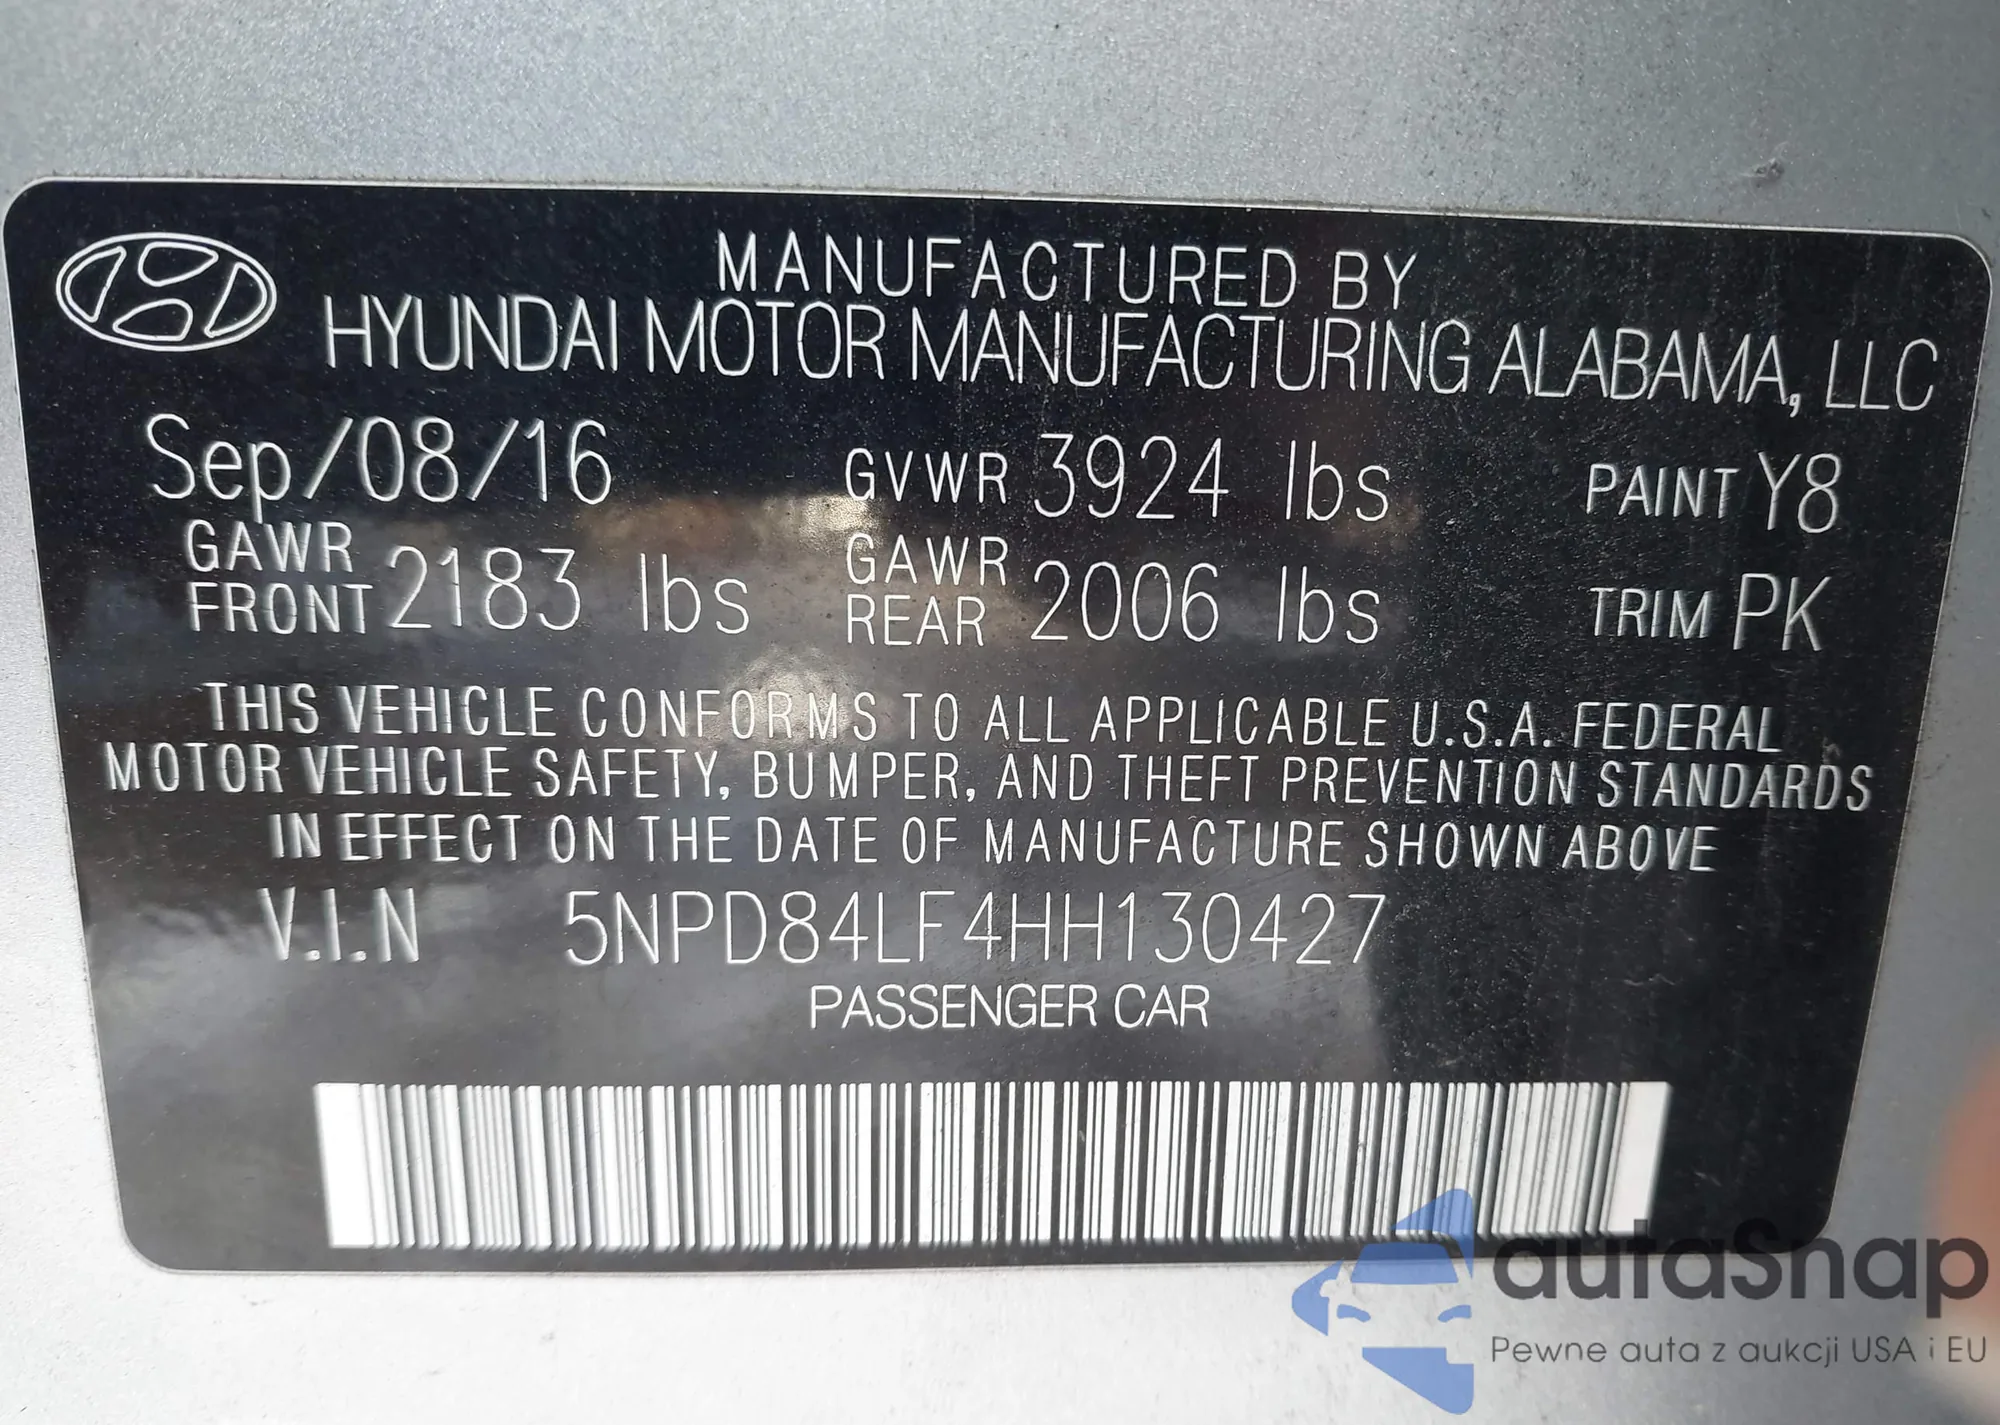 MANUFACTURED BY
HYUNDAI MOTOR MANUFACTURING ALABAMA, LLC
Sep/08/16 GVWR 3924 lbs PAINT Y8
GAWR FRONT 2183 lbs GAWR REAR 2006 lbs TRIM PK
THIS VEHICLE CONFORMS TO ALL APPLICABLE U.S.A. FEDERAL
MOTOR VEHICLE SAFETY, BUMPER, AND THEFT PREVENTION STANDARDS
IN EFFECT ON THE DATE OF MANUFACTURE SHOWN ABOVE
V.I.N 5NPD84LF4HH130427
PASSENGER CAR
autaSnap
Pewne auta z aukcji USA i EU